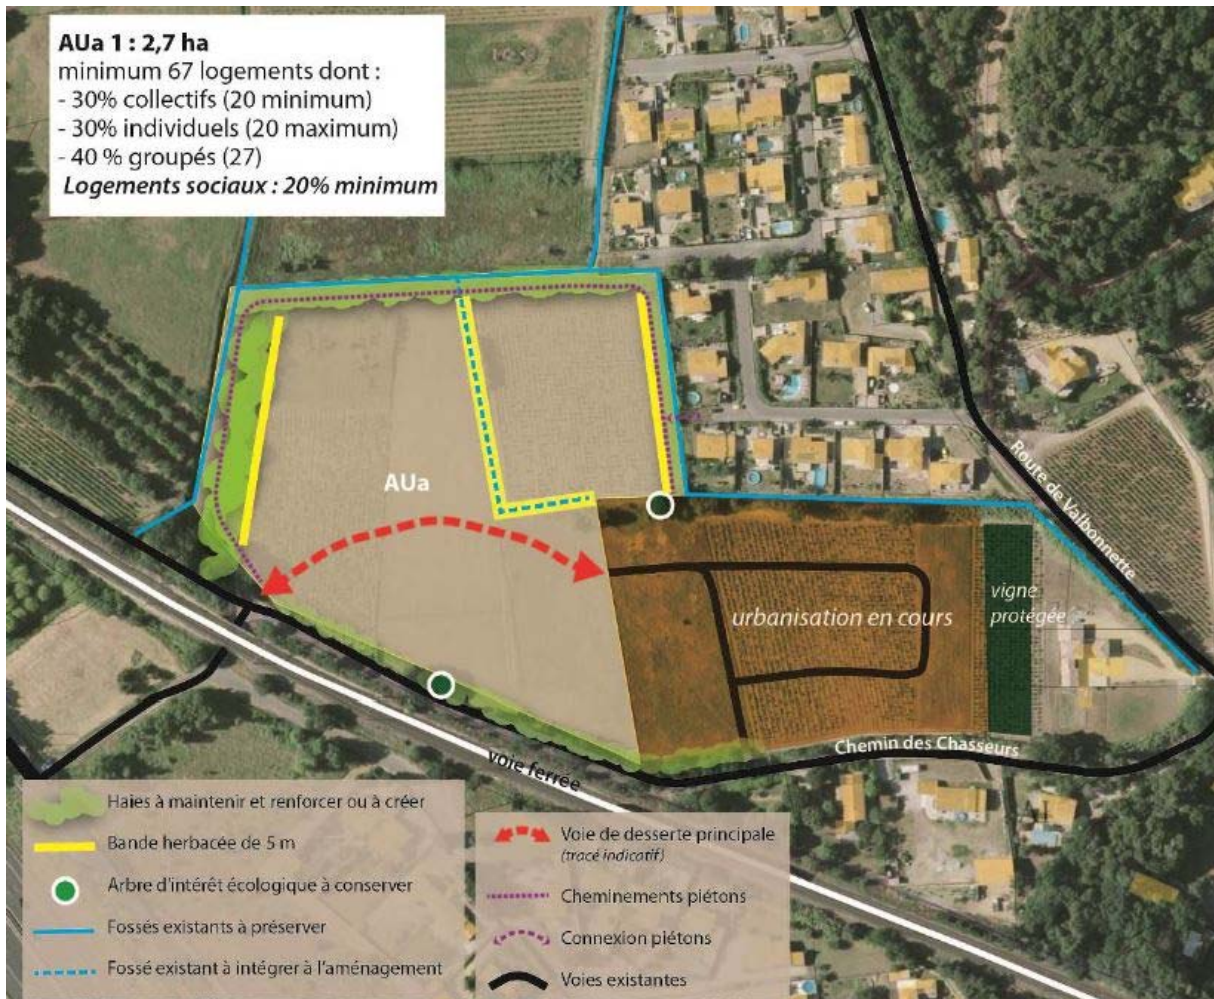 AUa 1 : 2,7 ha
minimum 67 logements dont :
- 30% collectifs (20 minimum)
- 30% individuels (20 maximum)
- 40 % groupés (27)
Logements sociaux : 20% minimum
AUa
Route de Valbonnette
urbanisation en cours
vigne
protégée
Chemin des Chasseurs
voie ferrée
Haies à maintenir et renforcer ou à créer
Bande herbacée de 5 m
Arbre d'intérêt écologique à conserver
Fossés existants à préserver
Fossé existant à intégrer à l'aménagement
Voie de desserte principale
(tracé indicatif)
Cheminements piétons
Connexion piétons
Voies existantes